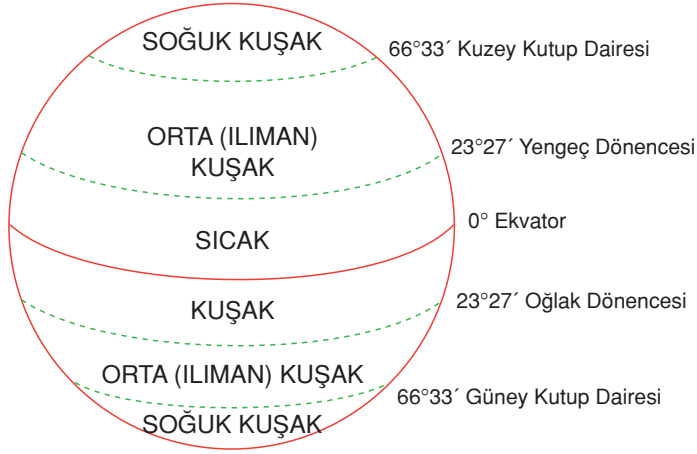 SOĞUK KUŞAK
66°33´ Kuzey Kutup Dairesi
ORTA (ILIMAN)
KUŞAK
23°27´ Yengeç Dönencesi
0° Ekvator
SICAK
KUŞAK
23°27´ Oğlak Dönencesi
ORTA (ILIMAN) KUŞAK
66°33´ Güney Kutup Dairesi
SOĞUK KUŞAK